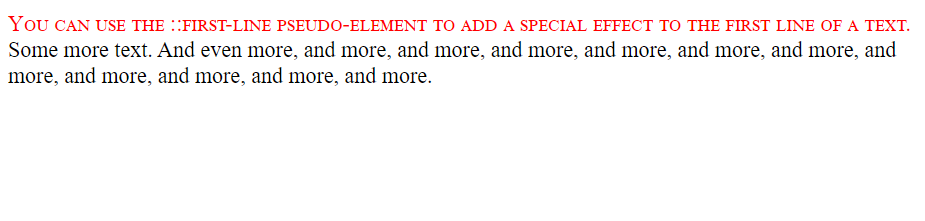 You can use the ::first-line pseudo-element to add a special effect to the first line of a text.
Some more text. And even more, and more, and more, and more, and more, and more, and more, and
more, and more, and more, and more, and more.